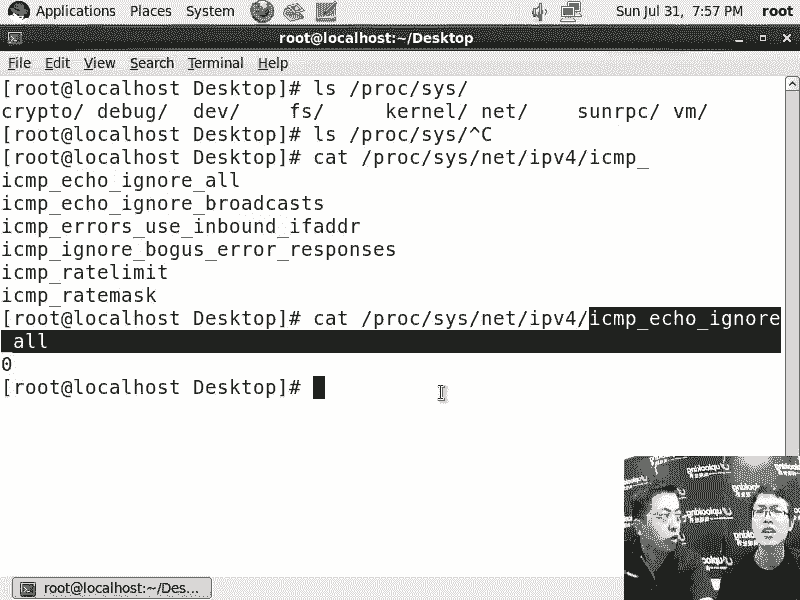 Applications Places System Sun Jul 31, 7:57 PM root
root@localhost:~/Desktop
File Edit View Search Terminal Help
[root@localhost Desktop]# ls /proc/sys/
crypto/ debug/ dev/ fs/ kernel/ net/ sunrpc/ vm/
[root@localhost Desktop]# ls /proc/sys/^C
[root@localhost Desktop]# cat /proc/sys/net/ipv4/icmp_
icmp_echo_ignore_all
icmp_echo_ignore_broadcasts
icmp_errors_use_inbound_ifaddr
icmp_ignore_bogus_error_responses
icmp_ratelimit
icmp_ratemask
[root@localhost Desktop]# cat /proc/sys/net/ipv4/icmp_echo_ignore
_all
0
[root@localhost Desktop]#
root@localhost:~/Des...